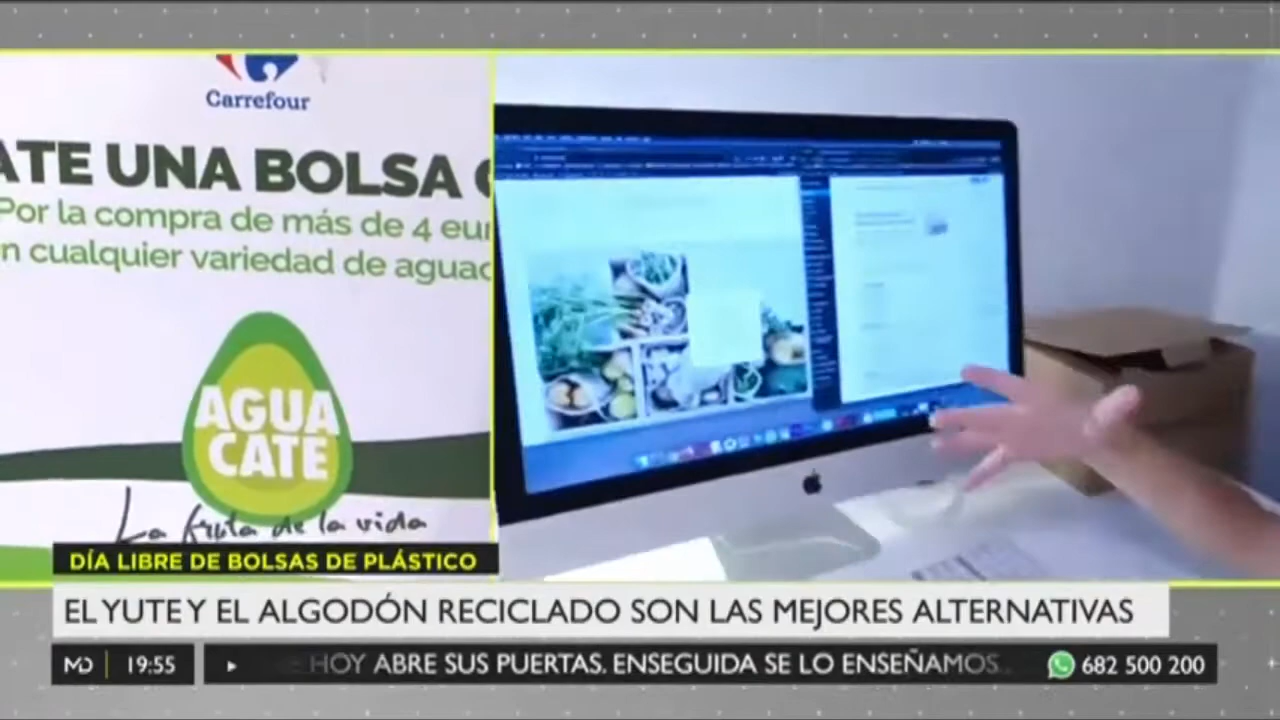 Carrefour
ATE UNA BOLSA
Por la compra de más de 4 eur
n cualquier variedad de aguac
AGUA
CATE
La fruta de la vida
DÍA LIBRE DE BOLSAS DE PLÁSTICO
EL YUTE Y EL ALGODÓN RECICLADO SON LAS MEJORES ALTERNATIVAS
MD 19:55 HOY ABRE SUS PUERTAS. ENSEGUIDA SE LO ENSEÑAMOS... 682 500 200